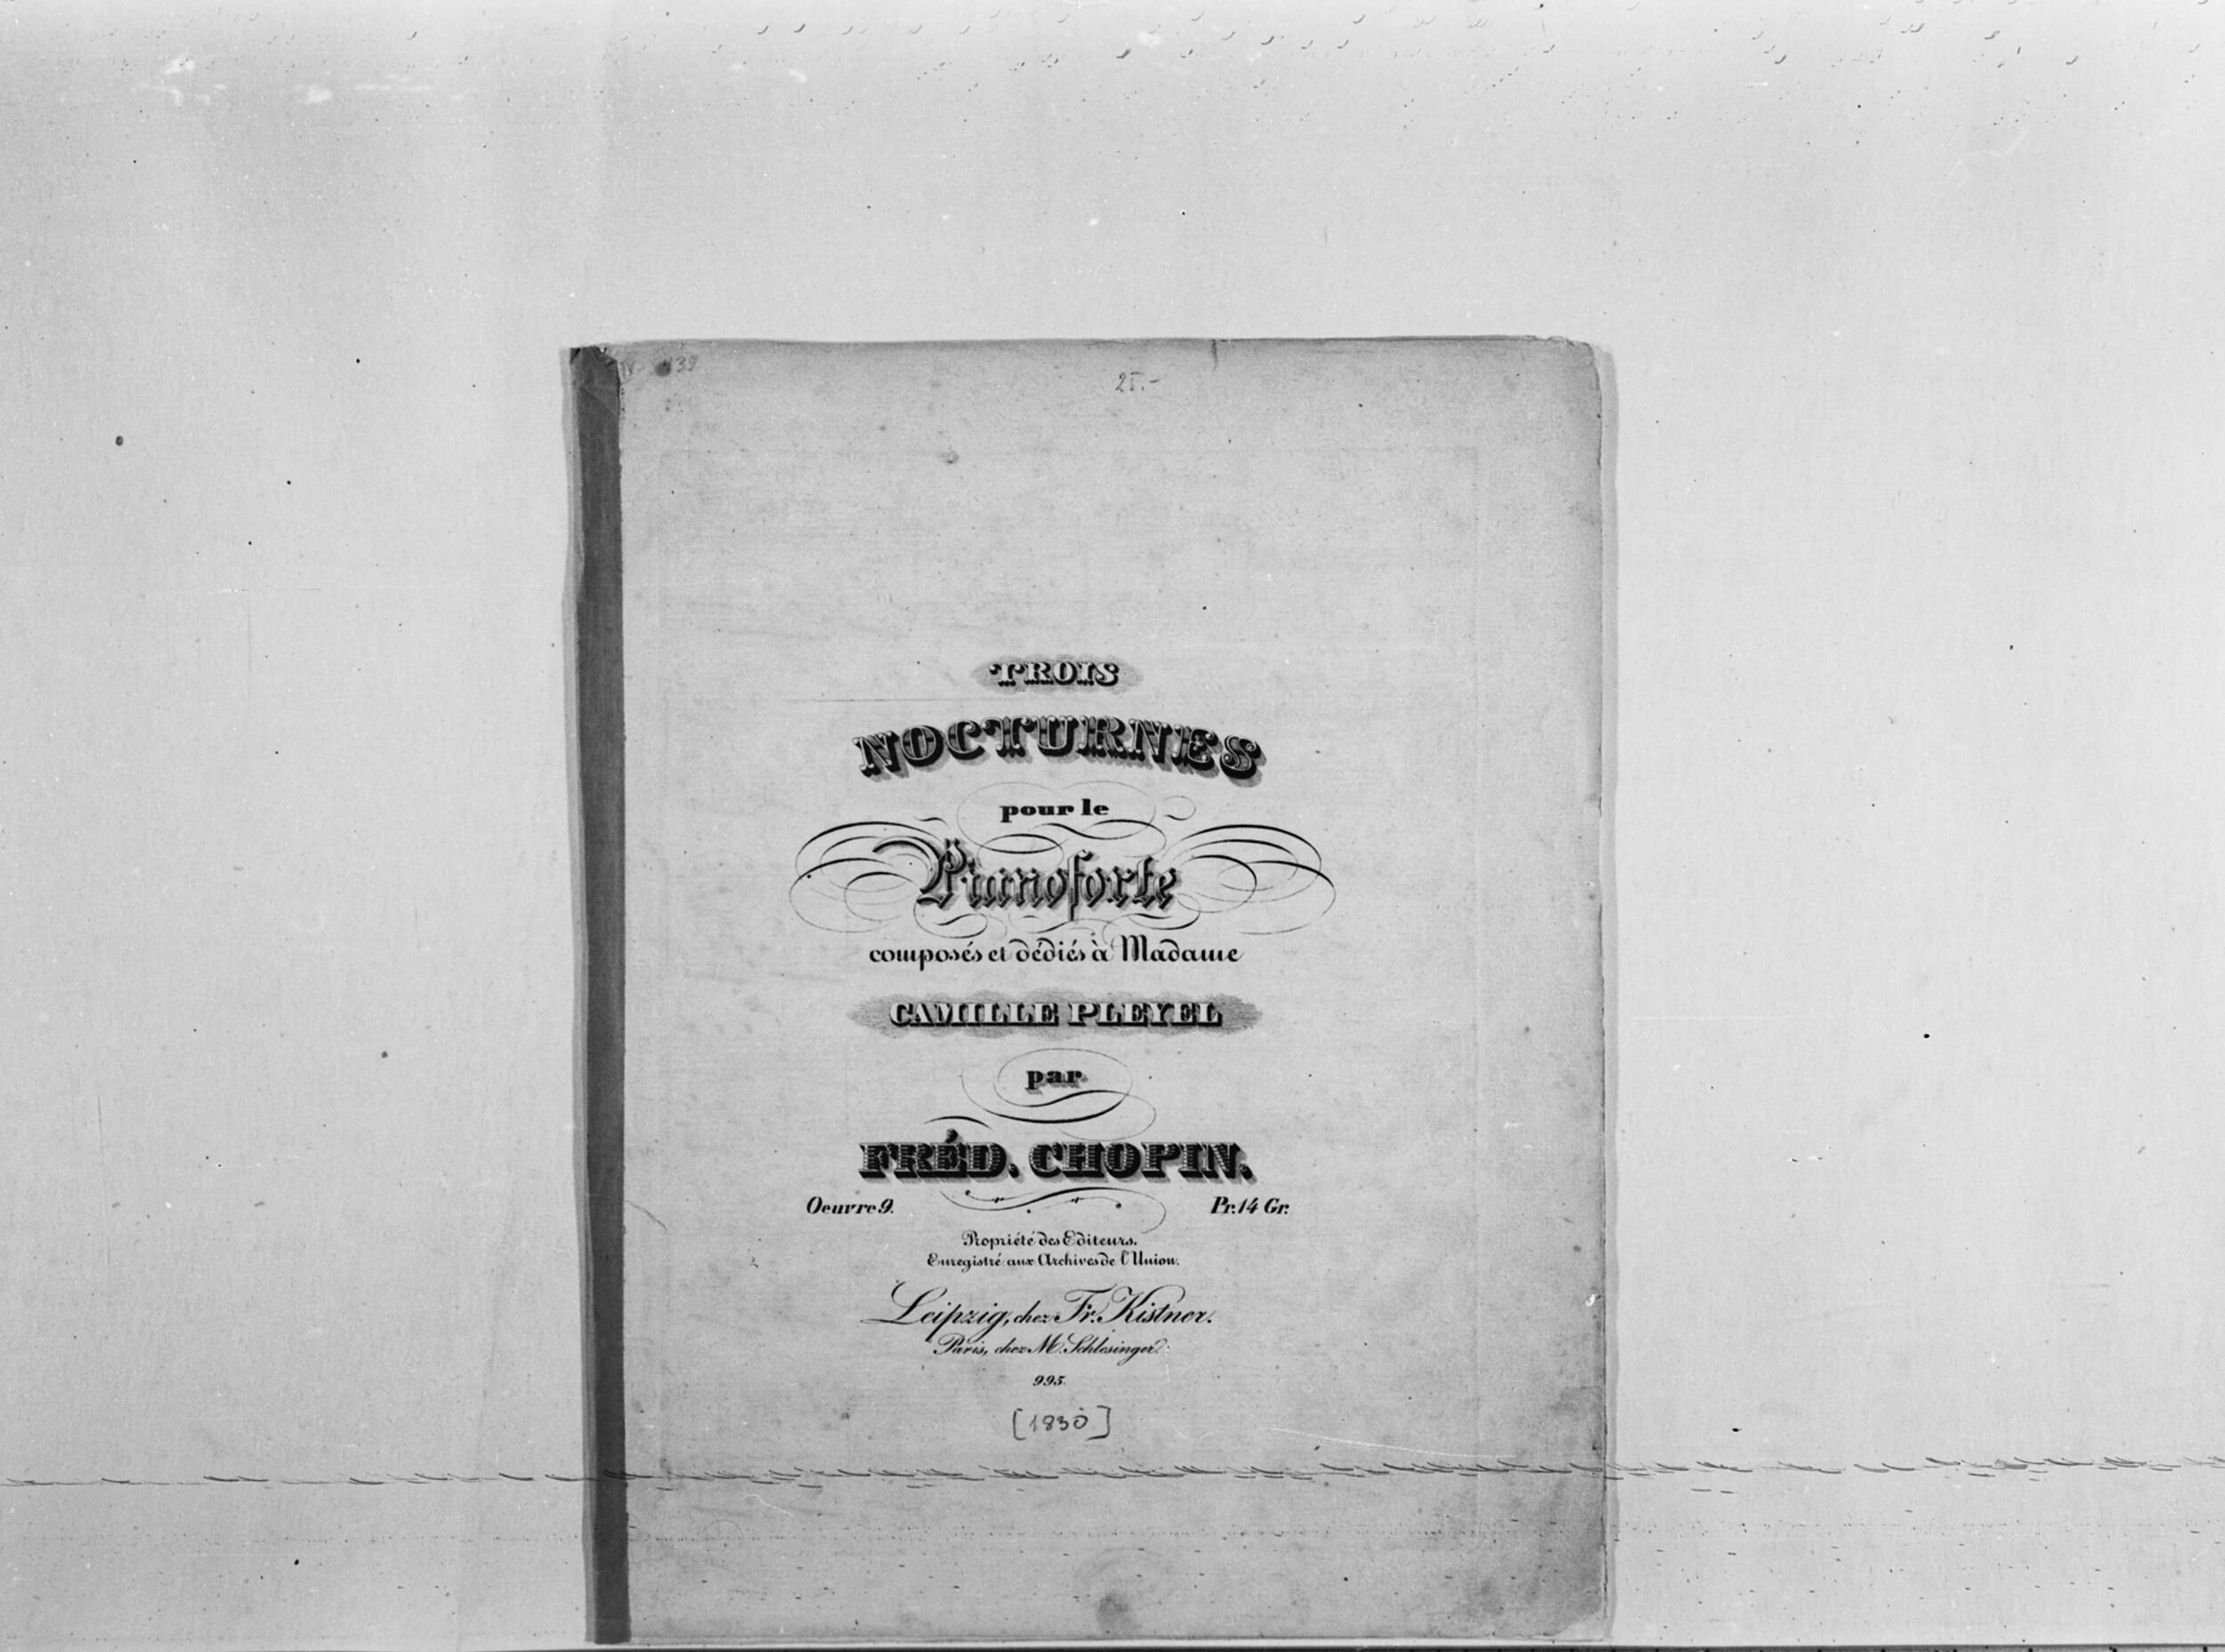 25.-
TROIS
NOCTURNES
pour le
Pianoforte
composés et dédiés à Madame
CAMILLE PLEYEL
par
FRÉD. CHOPIN.
Oeuvre 9. Pr. 14 Gr.
Propriété des Editeurs.
Enregistré aux Archives de l'Union.
Leipzig, chez Fr. Kistner.
Paris, chez M. Schlesinger.
995.
[1830]